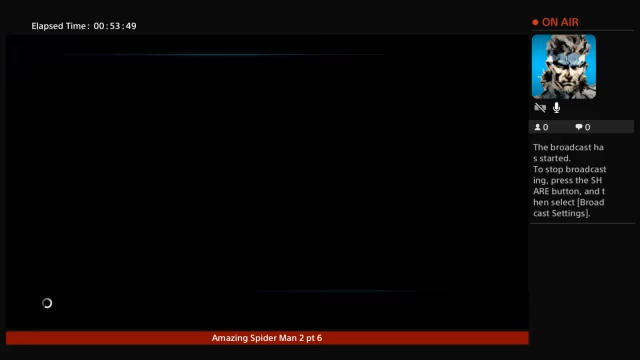 Elapsed Time: 00:53:49
ON AIR
0 0
The broadcast ha
s started.
To stop broadcast
ing, press the SH
ARE button, and t
hen select [Broad
cast Settings].
Amazing Spider Man 2 pt 6